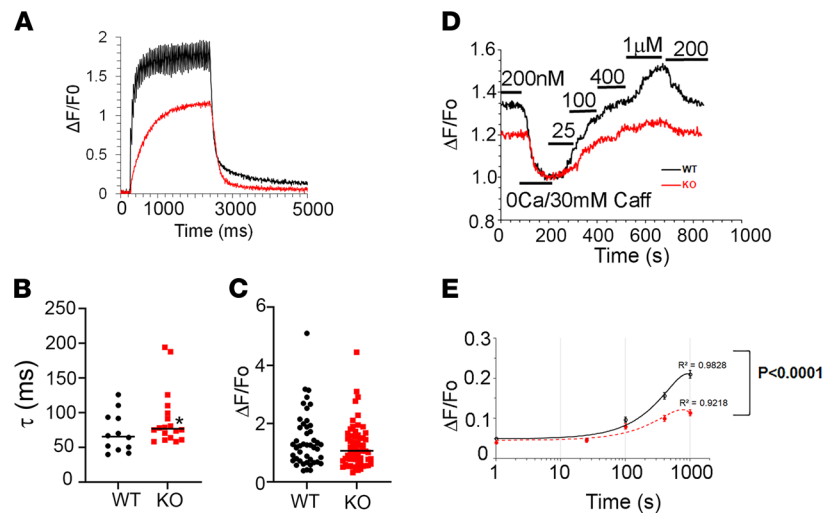 A
ΔF/F0
2
1.5
1
0.5
0
0 1000 3000 5000
Time (ms)
D
ΔF/Fo
1.6
1.4
1.2
1.0
0.8
200nM
25
100
400
1μM
200
0Ca/30mM Caff
WT
KO
0 200 400 600 800 1000
Time (s)
B
τ (ms)
250
200
150
100
50
0
*
WT KO
C
ΔF/Fo
6
4
2
0
WT KO
E
ΔF/Fo
0.3
0.2
0.1
0.0
R² = 0.9828
R² = 0.9218
P<0.0001
1 10 100 1000
Time (s)